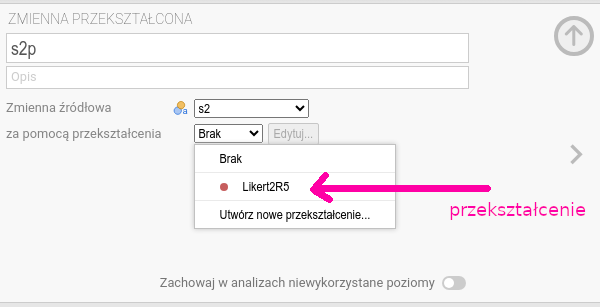 ZMIENNA PRZEKSZTAŁCONA
s2p
Opis
Zmienna źródłowa
a
s2
za pomocą przekształcenia
Brak
Edytuj...
Brak
Likert2R5
Utwórz nowe przekształcenie...
przekształcenie
Zachowaj w analizach niewykorzystane poziomy